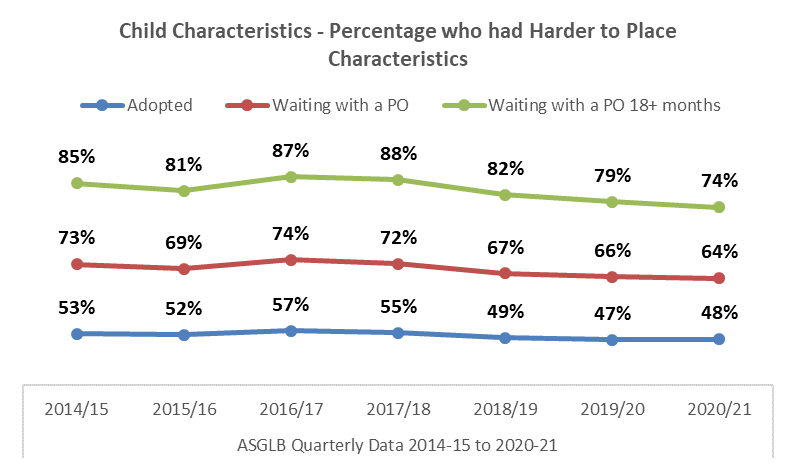 Child Characteristics - Percentage who had Harder to Place
Characteristics
Adopted Waiting with a PO Waiting with a PO 18+ months
85% 81% 87% 88% 82% 79% 74%
73% 69% 74% 72% 67% 66% 64%
53% 52% 57% 55% 49% 47% 48%
2014/15 2015/16 2016/17 2017/18 2018/19 2019/20 2020/21
ASGLB Quarterly Data 2014-15 to 2020-21